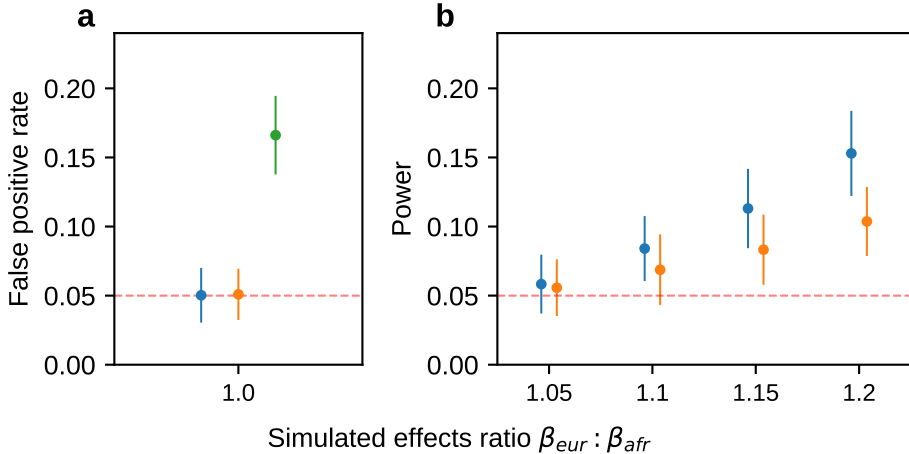 a
b
False positive rate
0.20
0.15
0.10
0.05
0.00
1.0
Power
0.20
0.15
0.10
0.05
0.00
1.05 1.1 1.15 1.2
Simulated effects ratio β_eur : β_afr